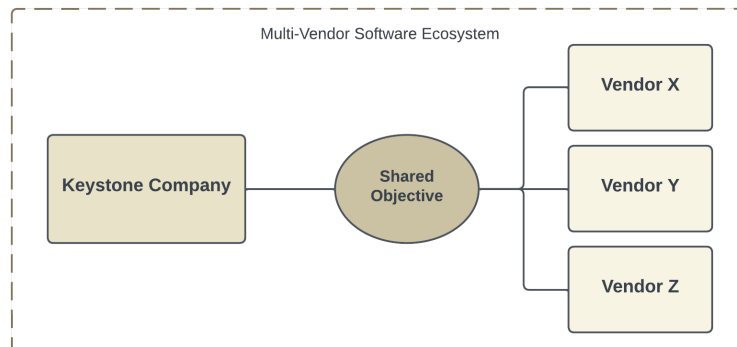 Multi-Vendor Software Ecosystem
Keystone Company
Shared
Objective
Vendor X
Vendor Y
Vendor Z